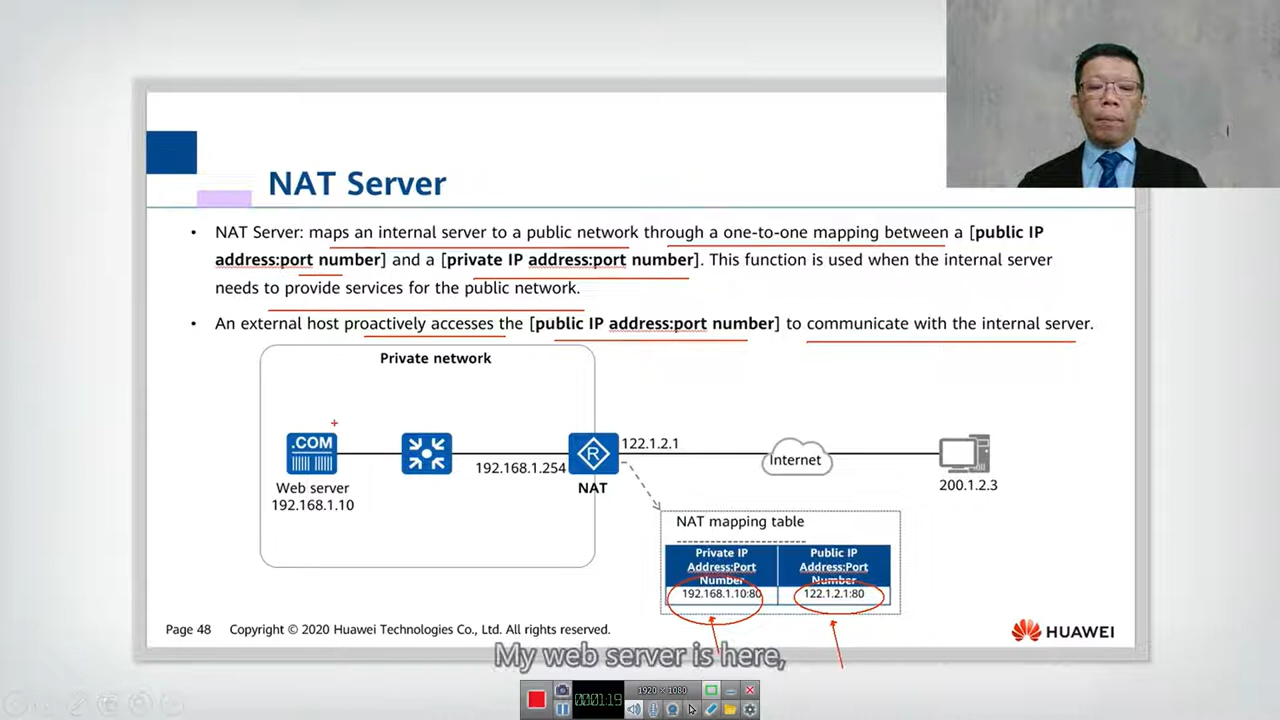 NAT Server
• NAT Server: maps an internal server to a public network through a one-to-one mapping between a [public IP
address:port number] and a [private IP address:port number]. This function is used when the internal server
needs to provide services for the public network.
• An external host proactively accesses the [public IP address:port number] to communicate with the internal server.
Private network
.COM
Web server
192.168.1.10
192.168.1.254
R
NAT
122.1.2.1
Internet
200.1.2.3
NAT mapping table
Private IP Address:Port Number
Public IP Address:Port Number
192.168.1.10:80
122.1.2.1:80
Page 48 Copyright © 2020 Huawei Technologies Co., Ltd. All rights reserved.
HUAWEI
My web server is here,
000:1:19
1920 × 1080